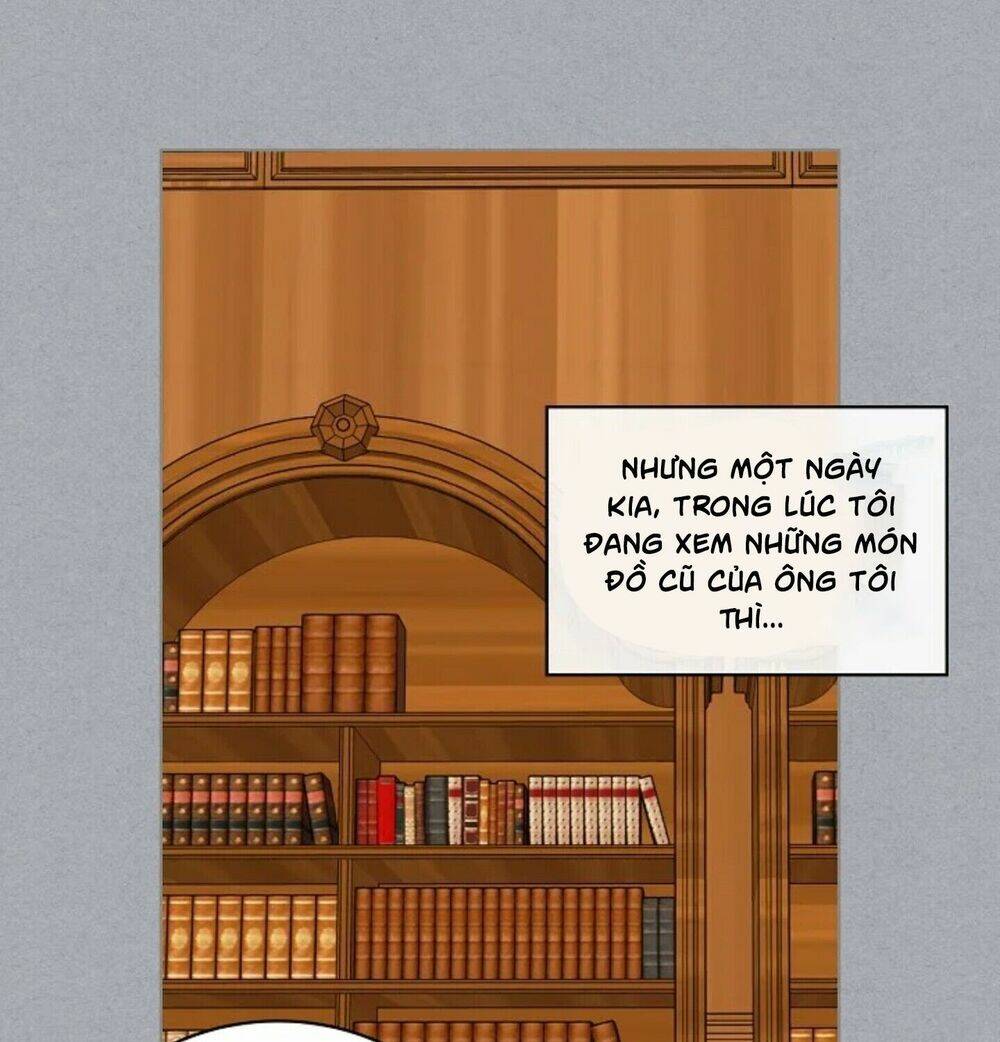 NHƯNG MỘT NGÀY
KIA, TRONG LÚC TÔI
ĐANG XEM NHỮNG MÓN
ĐỒ CŨ CỦA ÔNG TÔI
THÌ...